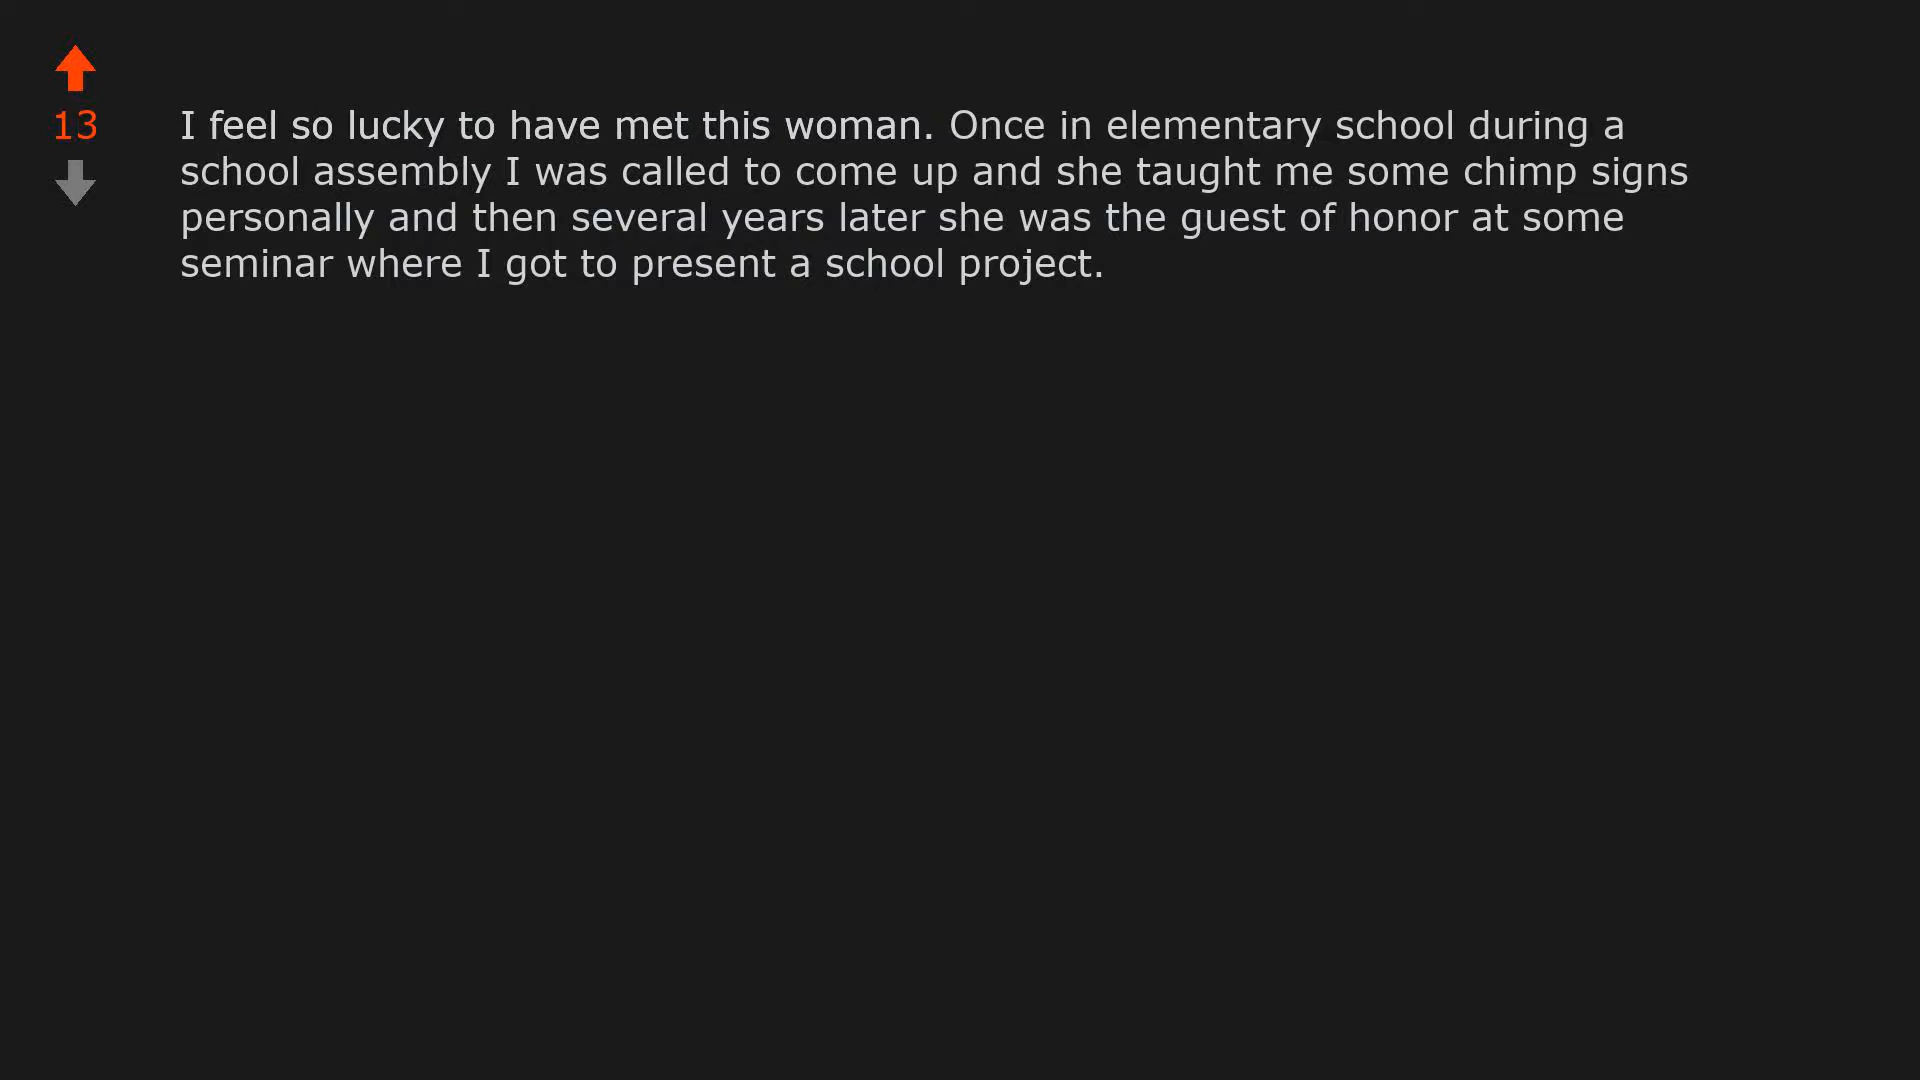 13
I feel so lucky to have met this woman. Once in elementary school during a
school assembly I was called to come up and she taught me some chimp signs
personally and then several years later she was the guest of honor at some
seminar where I got to present a school project.